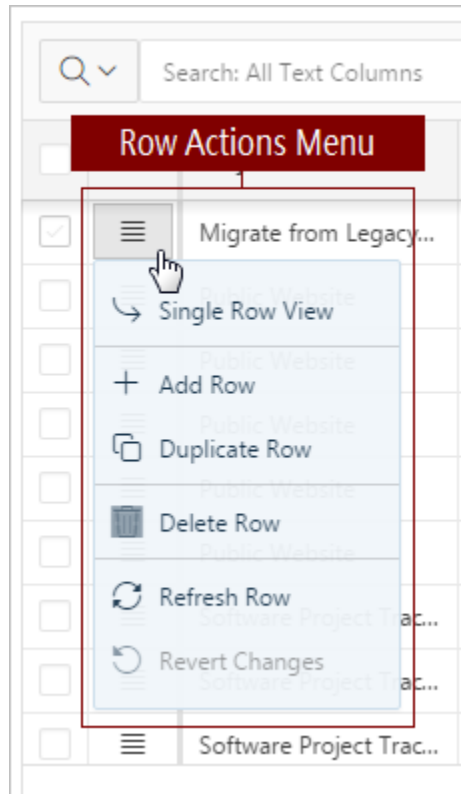 Search: All Text Columns
Row Actions Menu
Migrate from Legacy...
Public Website
Single Row View
Public Website
Add Row
Public Website
Duplicate Row
Public Website
Delete Row
Public Website
Refresh Row
Software Project Trac...
Revert Changes
Software Project Trac...
Software Project Trac...